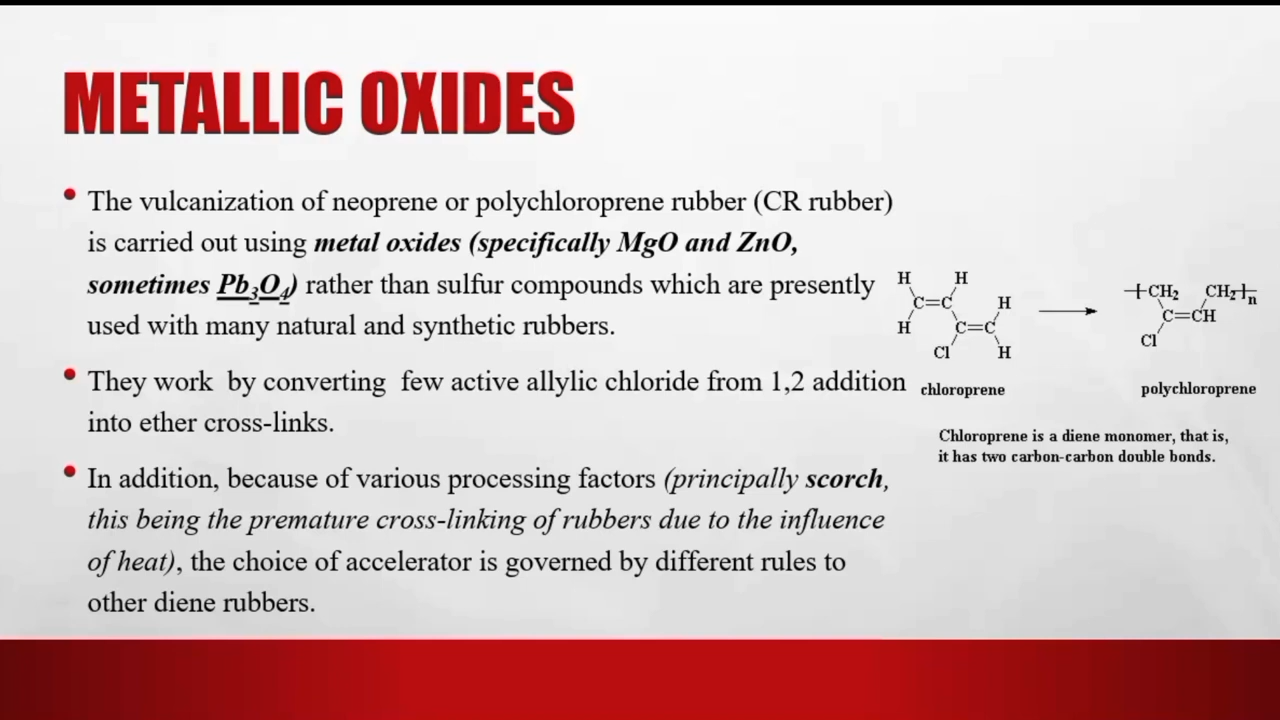 METALLIC OXIDES
• The vulcanization of neoprene or polychloroprene rubber (CR rubber)
is carried out using metal oxides (specifically MgO and ZnO,
sometimes Pb3O4) rather than sulfur compounds which are presently
used with many natural and synthetic rubbers.
• They work by converting few active allylic chloride from 1,2 addition
into ether cross-links.
• In addition, because of various processing factors (principally scorch,
this being the premature cross-linking of rubbers due to the influence
of heat), the choice of accelerator is governed by different rules to
other diene rubbers.
H H
C=C H
H C=C
Cl H
chloroprene
CH2 CH2 n
C=CH
Cl
polychloroprene
Chloroprene is a diene monomer, that is,
it has two carbon-carbon double bonds.